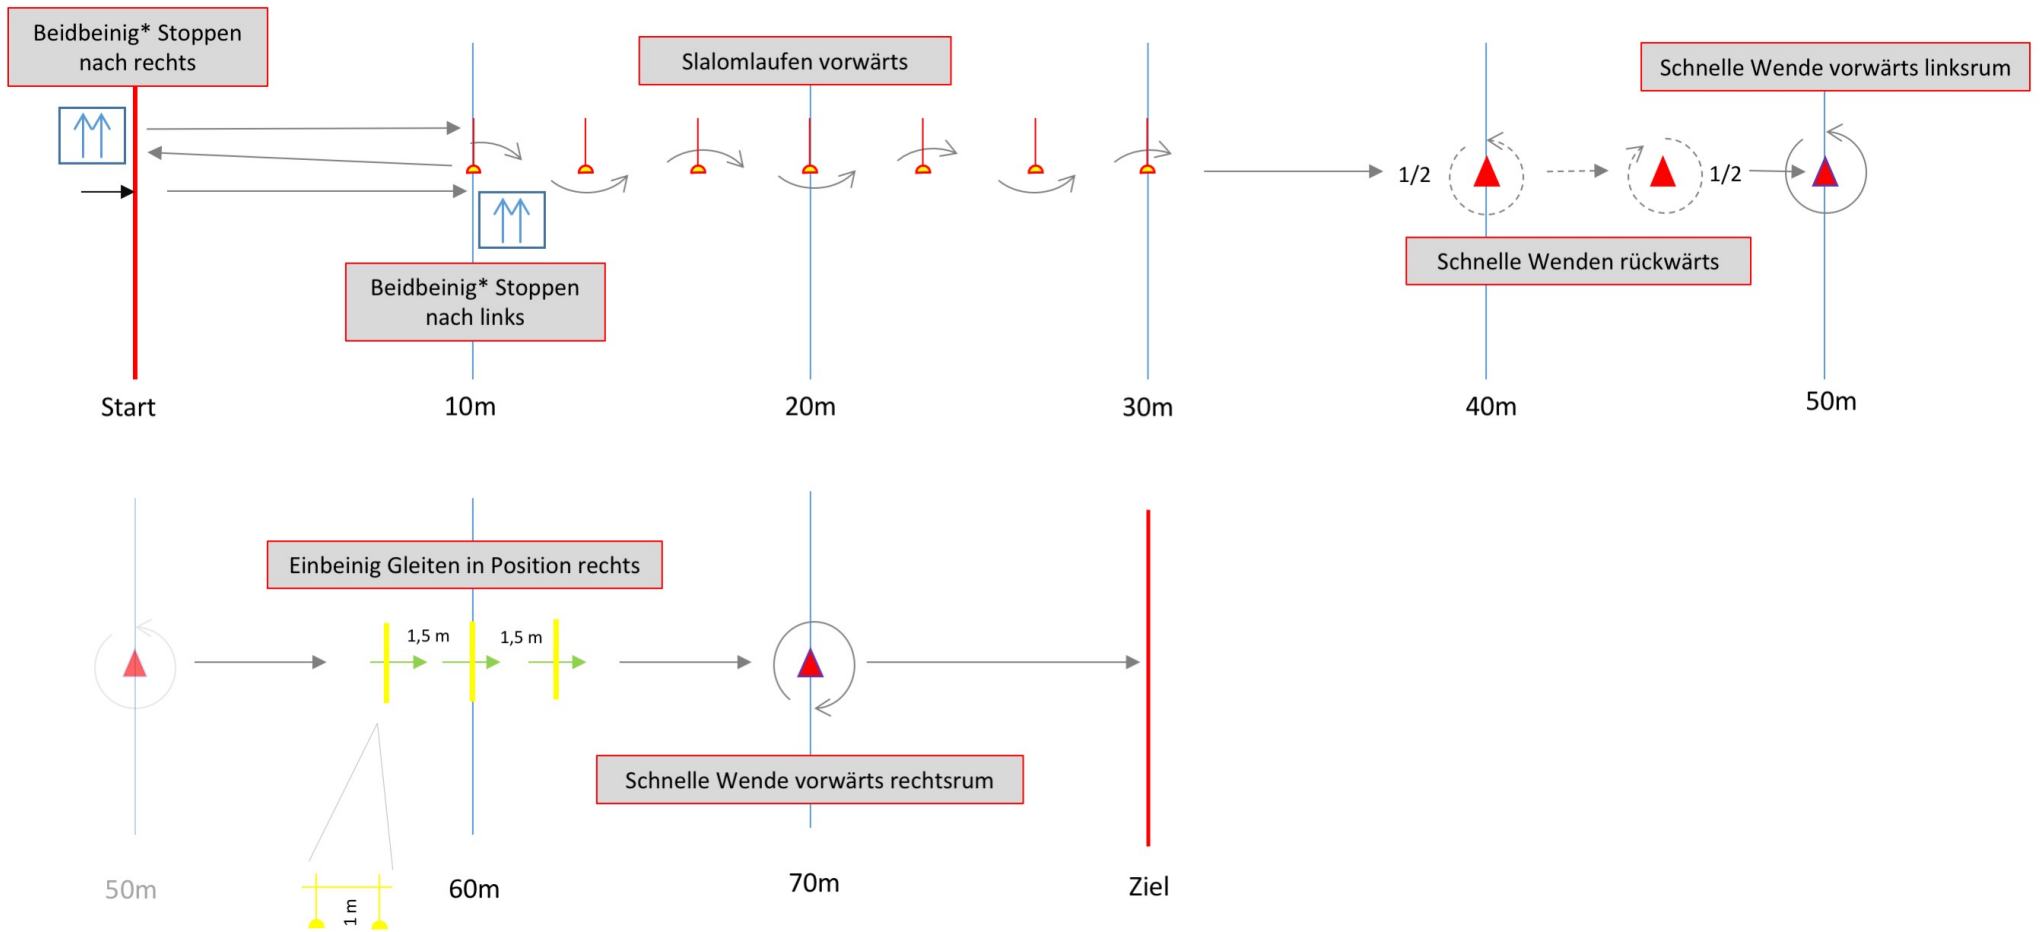 Beidbeinig* Stoppen
nach rechts
Slalomlaufen vorwärts
Schnelle Wende vorwärts linksrum
1/2
1/2
Schnelle Wenden rückwärts
Beidbeinig* Stoppen
nach links
Start
10m
20m
30m
40m
50m
Einbeinig Gleiten in Position rechts
1,5 m
1,5 m
Schnelle Wende vorwärts rechtsrum
50m
1 m
60m
70m
Ziel